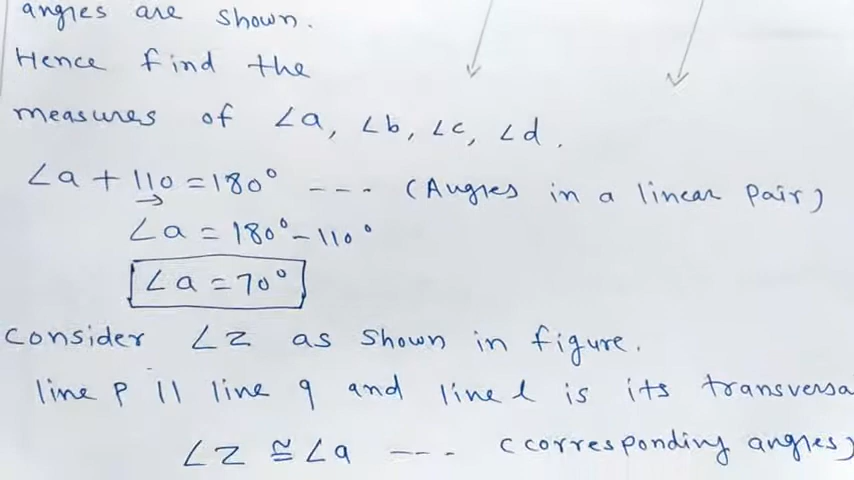 angles are shown.
Hence find the
measures of ∠a, ∠b, ∠c, ∠d.
∠a + 110 = 180° --- (Angles in a linear pair)
∠a = 180° - 110°
∠a = 70°
consider ∠z as shown in figure.
line p || line q and line l is its transversa
∠z ≅ ∠a --- (corresponding angles)